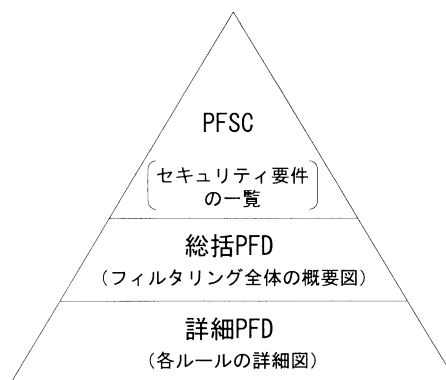 PFSC
セキュリティ要件
の一覧
総括PFD
(フィルタリング全体の概要図)
詳細PFD
(各ルールの詳細図)